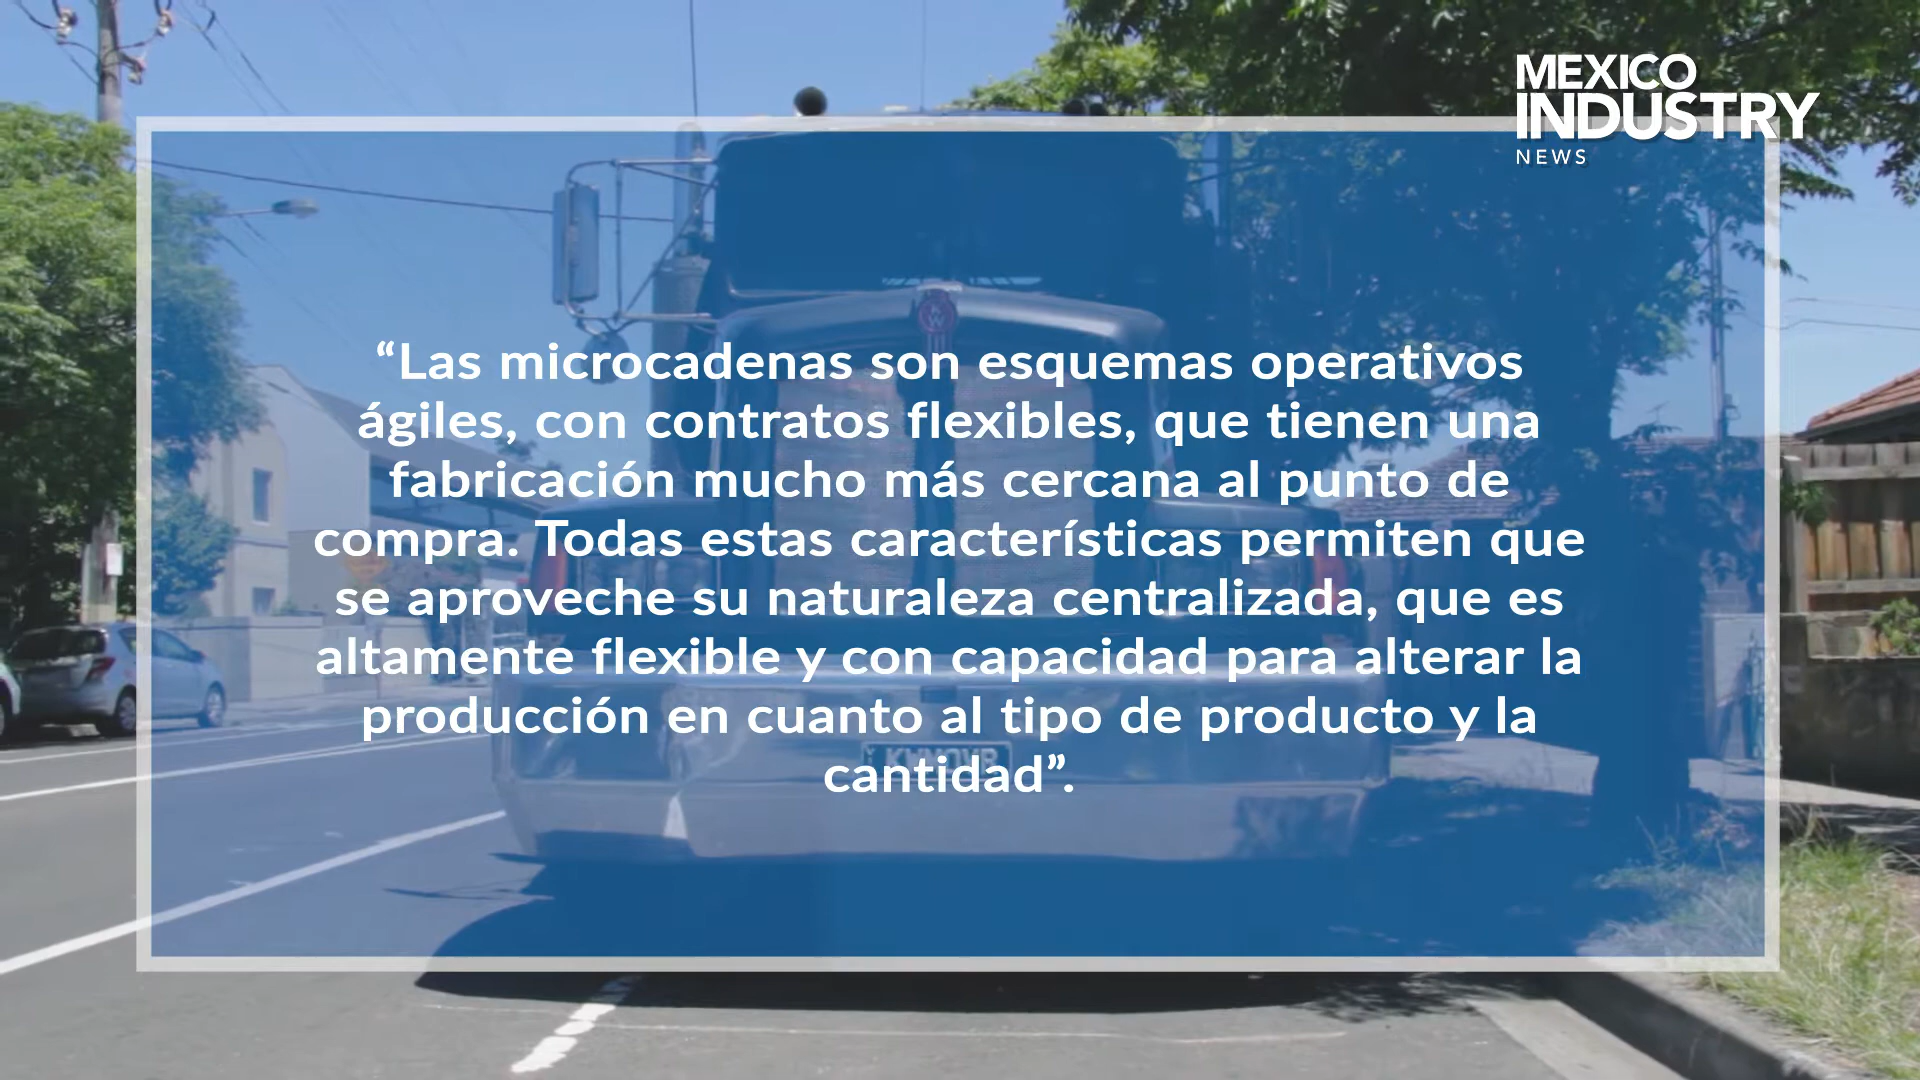 MEXICO
INDUSTRY
NEWS
“Las microcadenas son esquemas operativos
ágiles, con contratos flexibles, que tienen una
fabricación mucho más cercana al punto de
compra. Todas estas características permiten que
se aproveche su naturaleza centralizada, que es
altamente flexible y con capacidad para alterar la
producción en cuanto al tipo de producto y la
cantidad”.